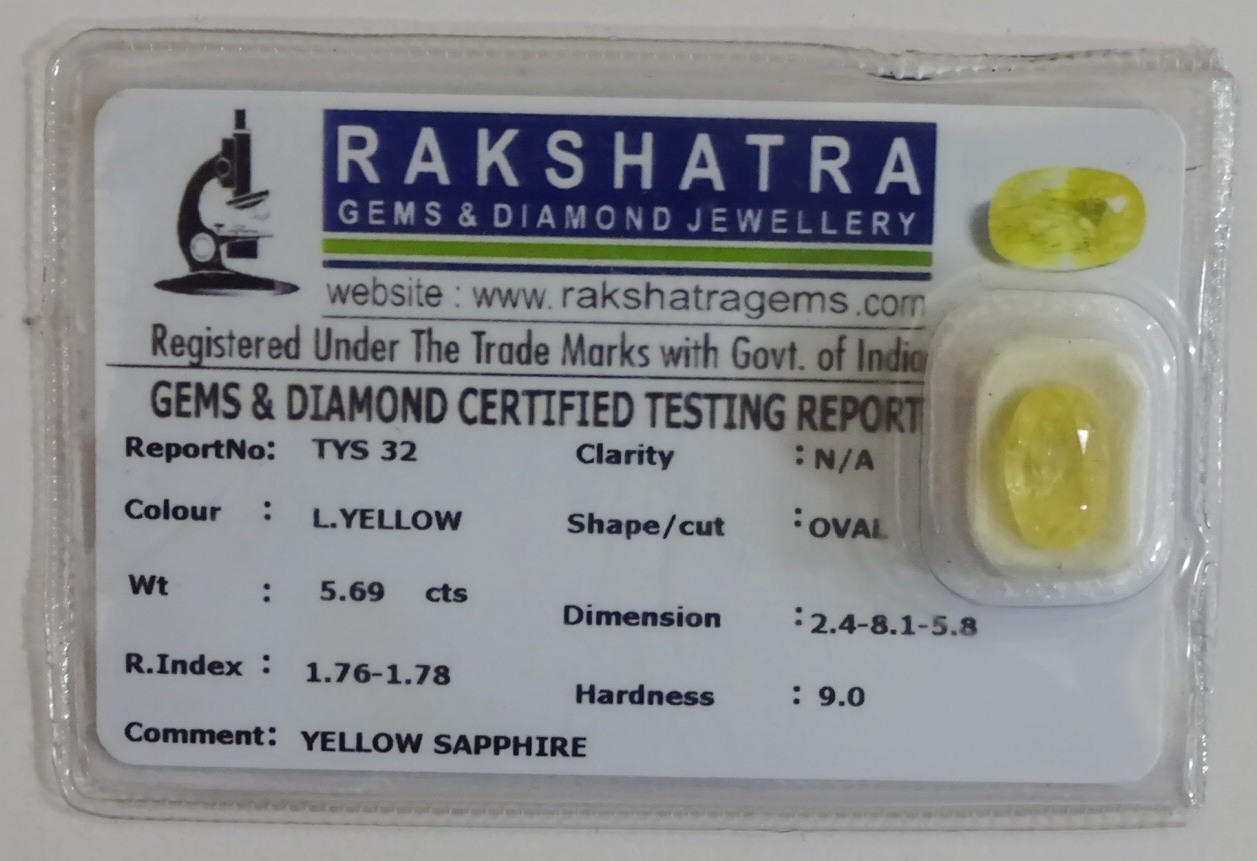 RAKSHATRA
GEMS & DIAMOND JEWELLERY
website : www.rakshatragems.com
Registered Under The Trade Marks with Govt. of India
GEMS & DIAMOND CERTIFIED TESTING REPORT
ReportNo: TYS 32 Clarity : N/A
Colour : L.YELLOW Shape/cut : OVAL
Wt : 5.69 cts Dimension : 2.4-8.1-5.8
R.Index : 1.76-1.78 Hardness : 9.0
Comment: YELLOW SAPPHIRE